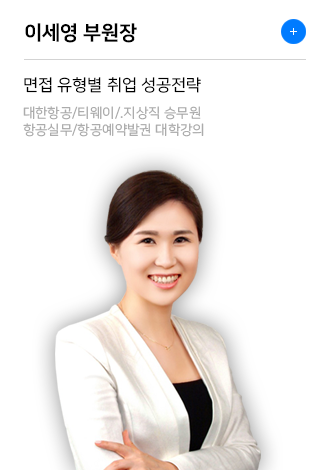 이세영 부원장
+
면접 유형별 취업 성공전략
대한항공/티웨이/.지상직 승무원
항공실무/항공예약발권 대학강의